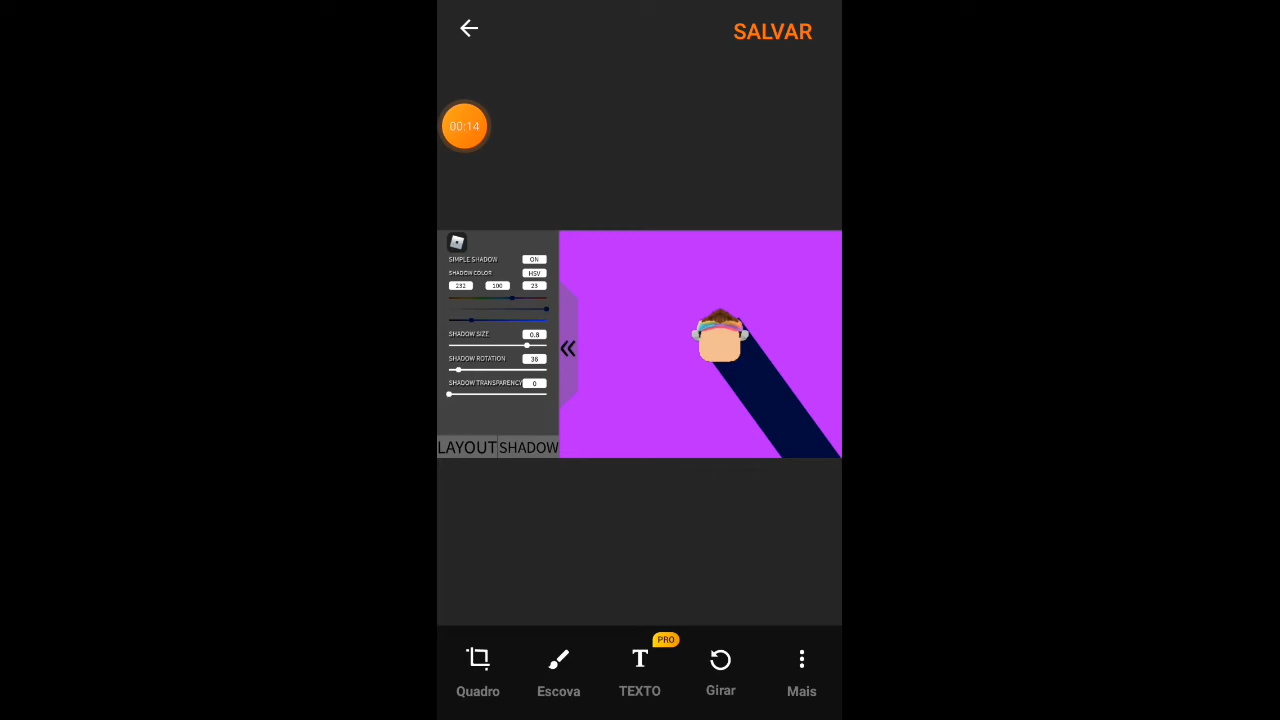 SALVAR
00:14
SIMPLE SHADOW ON
SHADOW COLOR HSV
232 100 23
SHADOW SIZE 0.8
SHADOW ROTATION 36
SHADOW TRANSPARENCY 0
LAYOUT SHADOW
PRO
Quadro Escova TEXTO Girar Mais